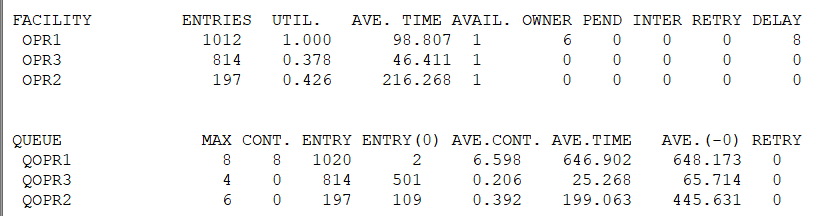 FACILITY ENTRIES UTIL. AVE. TIME AVAIL. OWNER PEND INTER RETRY DELAY
OPR1 1012 1.000 98.807 1 6 0 0 0 8
OPR3 814 0.378 46.411 1 0 0 0 0 0
OPR2 197 0.426 216.268 1 0 0 0 0 0
QUEUE MAX CONT. ENTRY ENTRY(0) AVE.CONT. AVE.TIME AVE.(-0) RETRY
QOPR1 8 8 1020 2 6.598 646.902 648.173 0
QOPR3 4 0 814 501 0.206 25.268 65.714 0
QOPR2 6 0 197 109 0.392 199.063 445.631 0